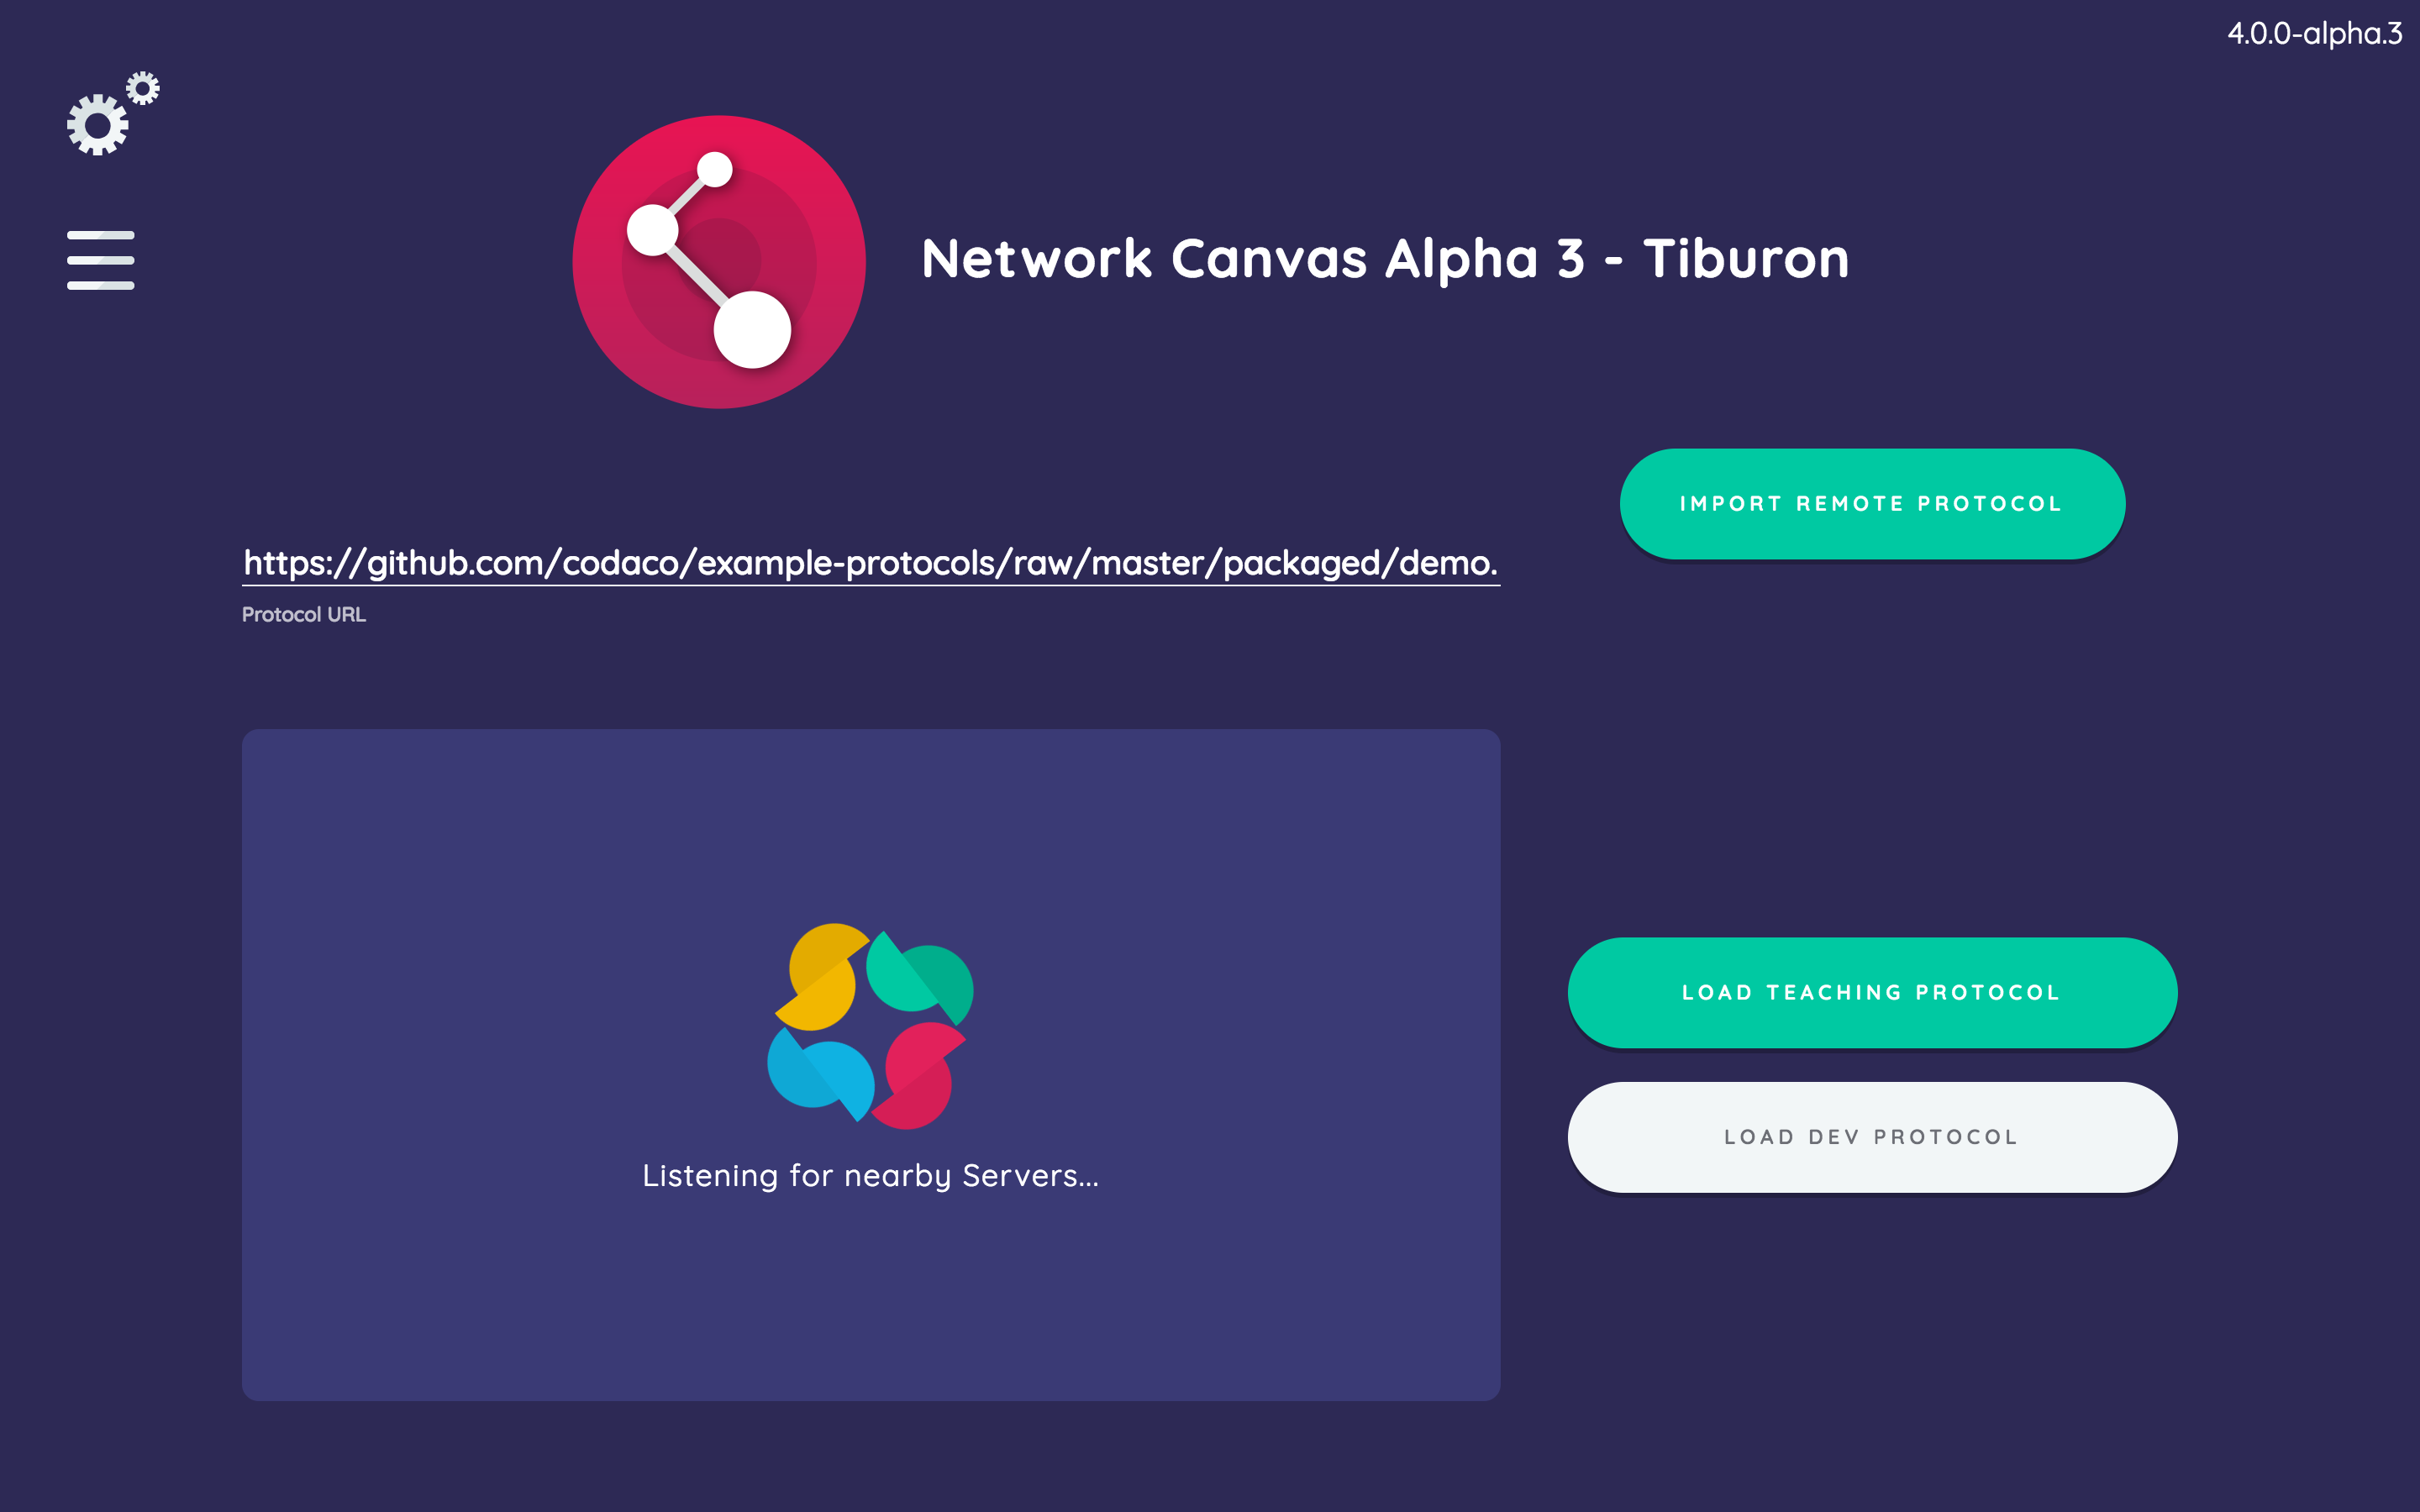 4.0.0-alpha.3
Network Canvas Alpha 3 - Tiburon
IMPORT REMOTE PROTOCOL
https://github.com/codaco/example-protocols/raw/master/packaged/demo.
Protocol URL
Listening for nearby Servers...
LOAD TEACHING PROTOCOL
LOAD DEV PROTOCOL